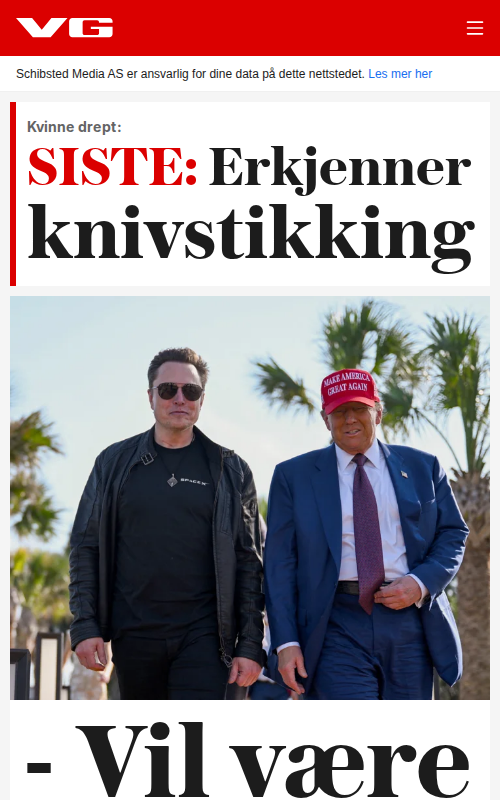 VG
Schibsted Media AS er ansvarlig for dine data på dette nettstedet. Les mer her
Kvinne drept:
SISTE: Erkjenner
knivstikking
MAKE AMERICA
GREAT AGAIN
SPACEX
- Vil være